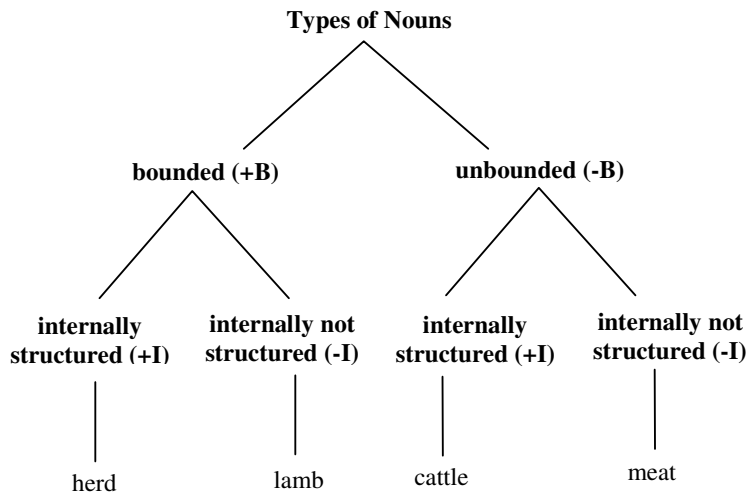 Types of Nouns
bounded (+B)
unbounded (-B)
internally
structured (+I)
internally not
structured (-I)
internally
structured (+I)
internally not
structured (-I)
herd
lamb
cattle
meat